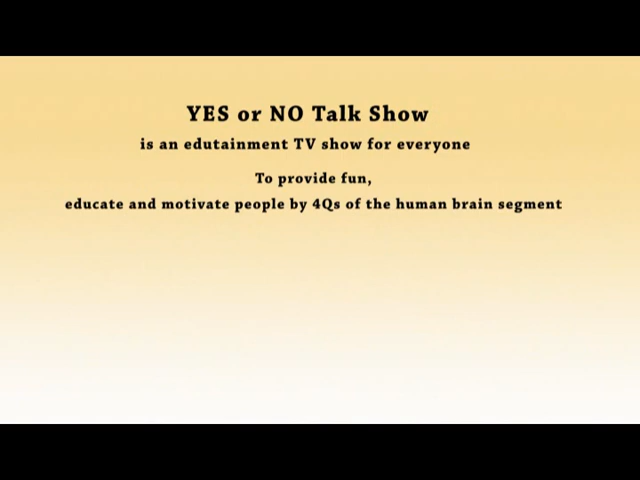 YES or NO Talk Show
is an edutainment TV show for everyone
To provide fun,
educate and motivate people by 4Qs of the human brain segment